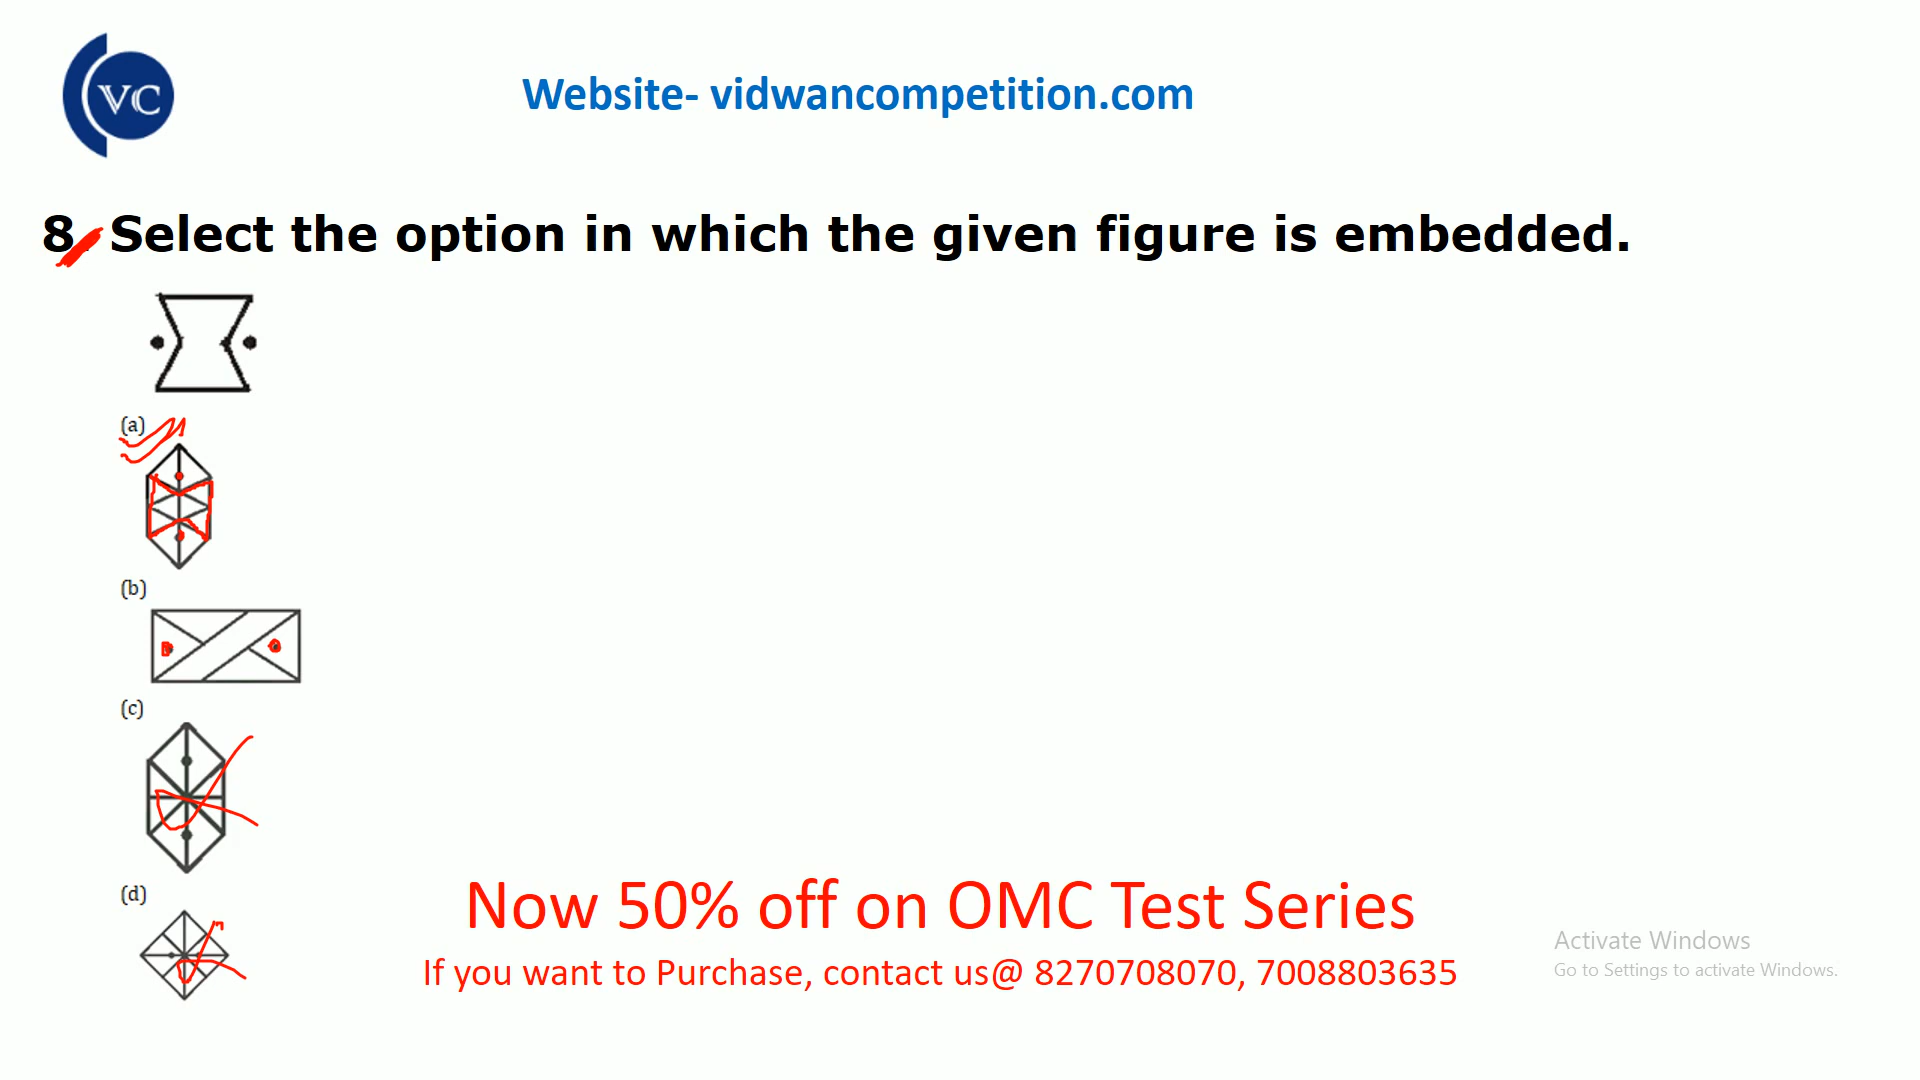 VC
Website- vidwancompetition.com
8. Select the option in which the given figure is embedded.
(a)
(b)
(c)
(d)
Now 50% off on OMC Test Series
If you want to Purchase, contact us@ 8270708070, 7008803635
Activate Windows
Go to Settings to activate Windows.